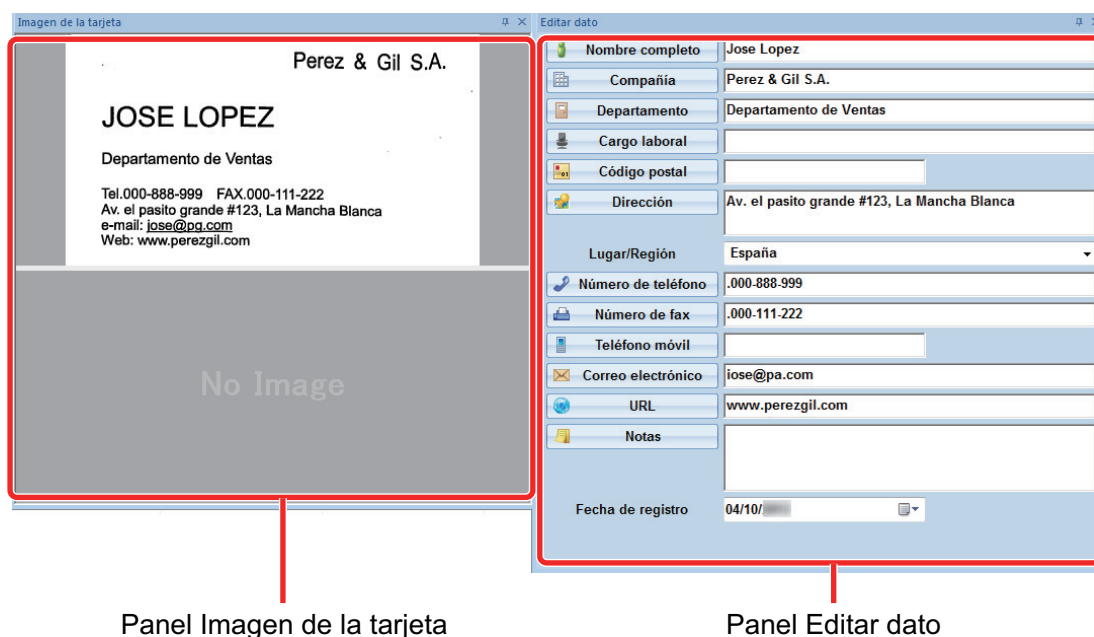 Imagen de la tarjeta
Perez & Gil S.A.
JOSE LOPEZ
Departamento de Ventas
Tel.000-888-999 FAX.000-111-222
Av. el pasito grande #123, La Mancha Blanca
e-mail: jose@pg.com
Web: www.perezgil.com
No Image
Editar dato
Nombre completo Jose Lopez
Compañía Perez & Gil S.A.
Departamento Departamento de Ventas
Cargo laboral
Código postal
Dirección Av. el pasito grande #123, La Mancha Blanca
Lugar/Región España
Número de teléfono .000-888-999
Número de fax .000-111-222
Teléfono móvil
Correo electrónico iose@pa.com
URL www.perezgil.com
Notas
Fecha de registro 04/10/
Panel Imagen de la tarjeta
Panel Editar dato